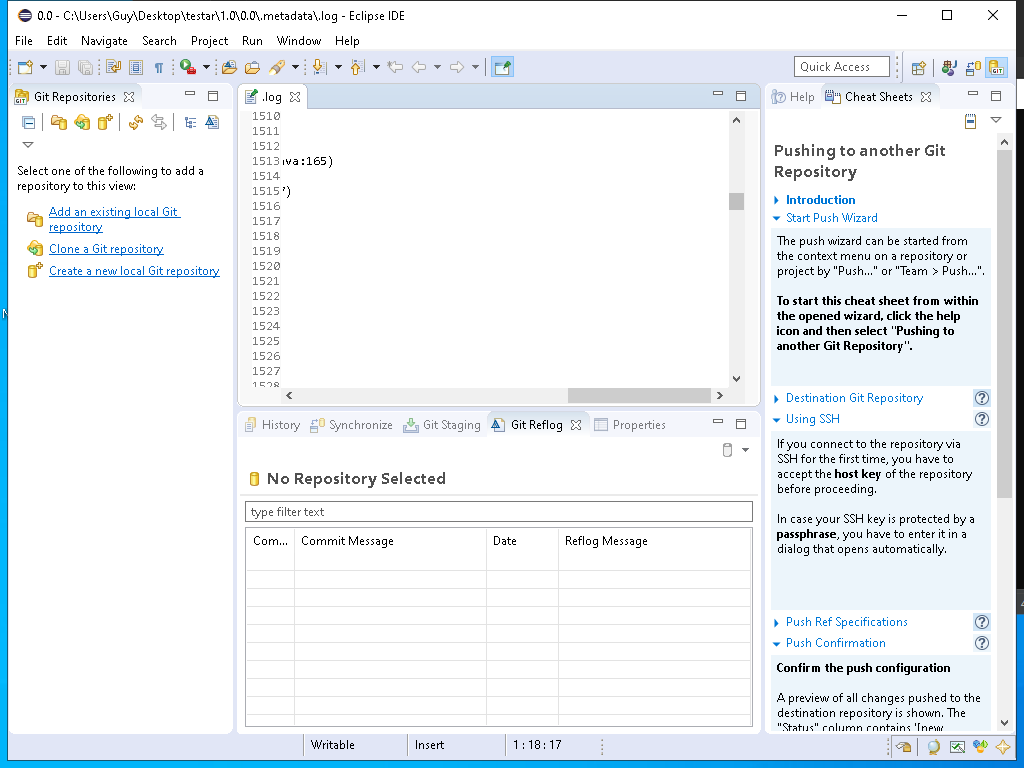 0.0 - C:\Users\Guy\Desktop\testar\1.0\0.0\.metadata\.log - Eclipse IDE
File Edit Navigate Search Project Run Window Help
Quick Access
GIT
Git Repositories
Select one of the following to add a
repository to this view:
Add an existing local Git
repository
Clone a Git repository
Create a new local Git repository
.log
1510
1511
1512
1513 va:165)
1514
1515 ')
1516
1517
1518
1519
1520
1521
1522
1523
1524
1525
1526
1527
1528
History Synchronize Git Staging Git Reflog Properties
No Repository Selected
type filter text
Com... Commit Message Date Reflog Message
Help Cheat Sheets
Pushing to another Git
Repository
Introduction
Start Push Wizard
The push wizard can be started from
the context menu on a repository or
project by "Push..." or "Team > Push...".
To start this cheat sheet from within
the opened wizard, click the help
icon and then select "Pushing to
another Git Repository".
Destination Git Repository
Using SSH
If you connect to the repository via
SSH for the first time, you have to
accept the host key of the repository
before proceeding.
In case your SSH key is protected by a
passphrase, you have to enter it in a
dialog that opens automatically.
Push Ref Specifications
Push Confirmation
Confirm the push configuration
A preview of all changes pushed to the
destination repository is shown. The
"Status" column contains '[new
Writable Insert 1 : 18 : 17